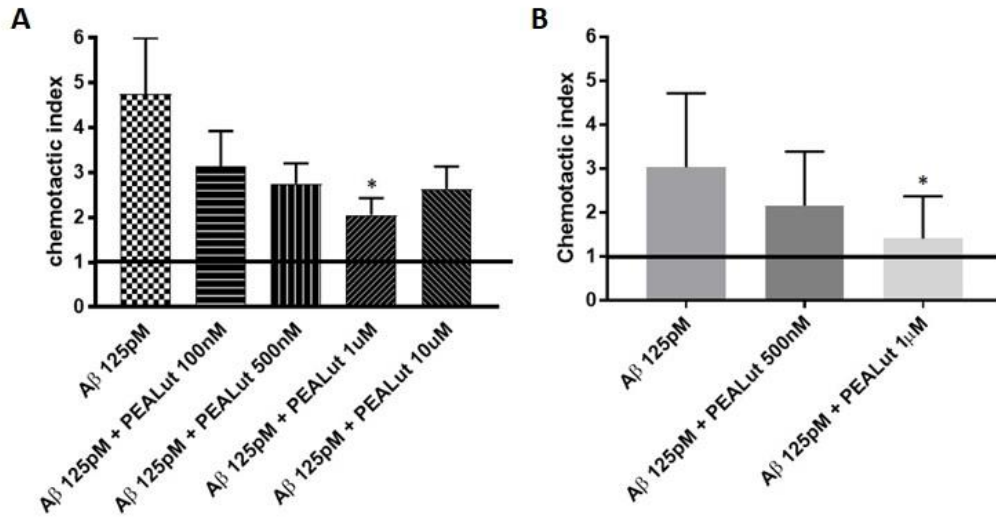 A
chemotactic index
6
5
4
3
2
1
0
*
Aβ 125pM
Aβ 125pM + PEALut 100nM
Aβ 125pM + PEALut 500nM
Aβ 125pM + PEALut 1uM
Aβ 125pM + PEALut 10uM
B
Chemotactic index
6
5
4
3
2
1
0
*
Aβ 125pM
Aβ 125pM + PEALut 500nM
Aβ 125pM + PEALut 1μM